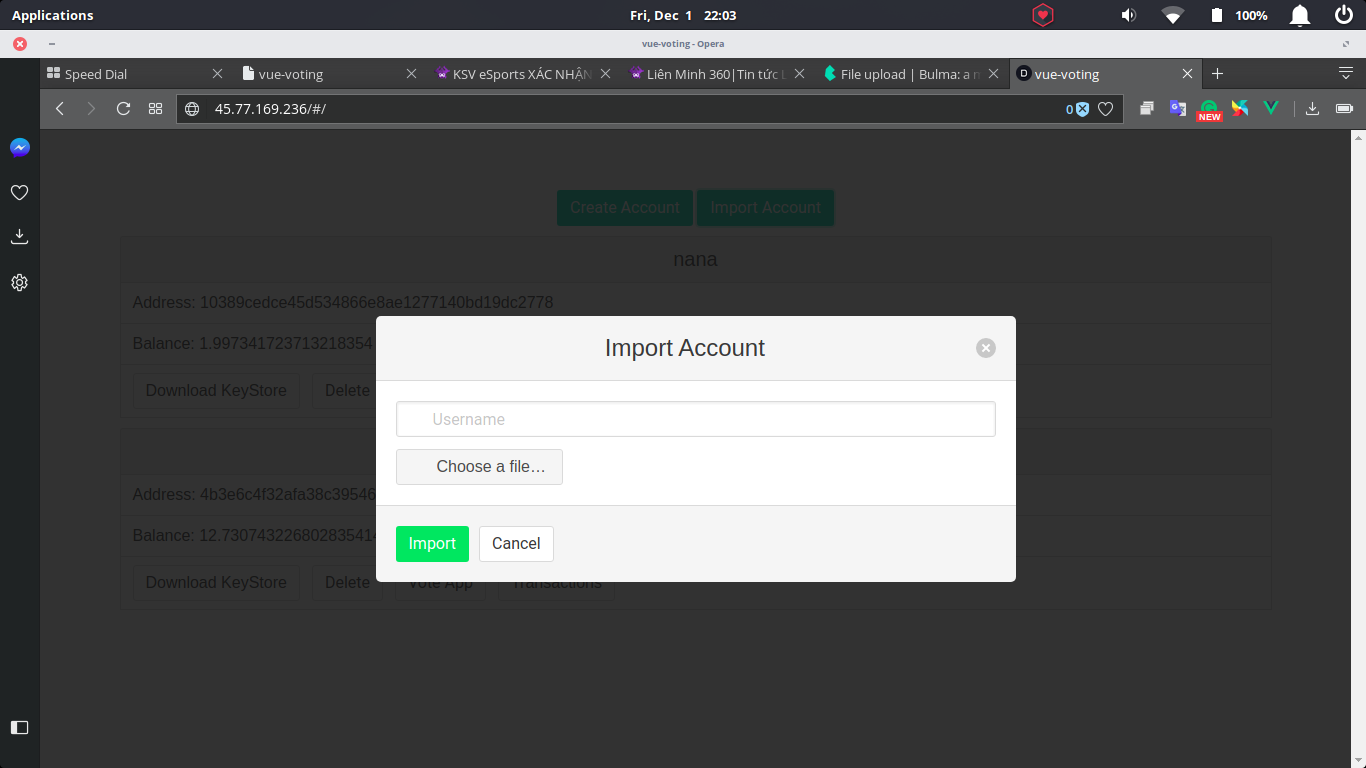 Applications Fri, Dec 1 22:03 100%
vue-voting - Opera
Speed Dial vue-voting KSV eSports XÁC NHẬN Liên Minh 360|Tin tức L File upload | Bulma: a m vue-voting
45.77.169.236/#/ 0 NEW
Create Account Import Account
nana
Address: 10389cedce45d534866e8ae1277140bd19dc2778
Balance: 1.997341723713218354
Import Account
Download KeyStore Delete
Username
Choose a file…
Address: 4b3e6c4f32afa38c39546
Balance: 12.730743226802835414
Import Cancel
Download KeyStore Delete Vote App Transactions